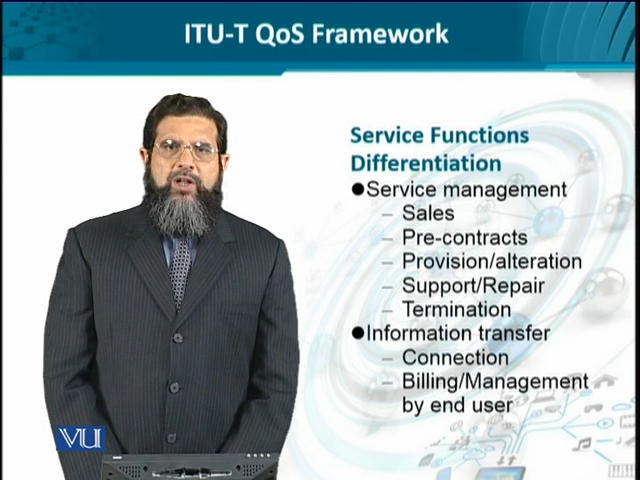 ITU-T QoS Framework
Service Functions
Differentiation
●Service management
– Sales
– Pre-contracts
– Provision/alteration
– Support/Repair
– Termination
●Information transfer
– Connection
– Billing/Management
by end user
VU